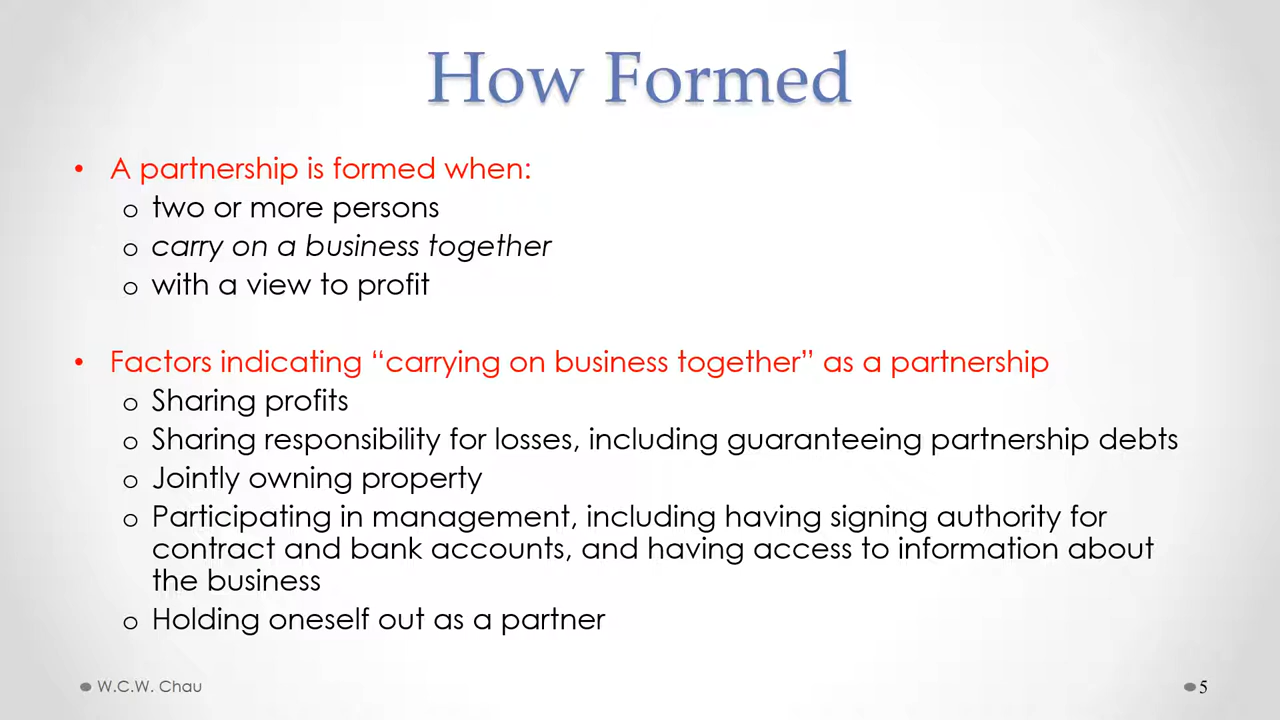 How Formed
• A partnership is formed when:
o two or more persons
o carry on a business together
o with a view to profit
• Factors indicating “carrying on business together” as a partnership
o Sharing profits
o Sharing responsibility for losses, including guaranteeing partnership debts
o Jointly owning property
o Participating in management, including having signing authority for
contract and bank accounts, and having access to information about
the business
o Holding oneself out as a partner
W.C.W. Chau
5